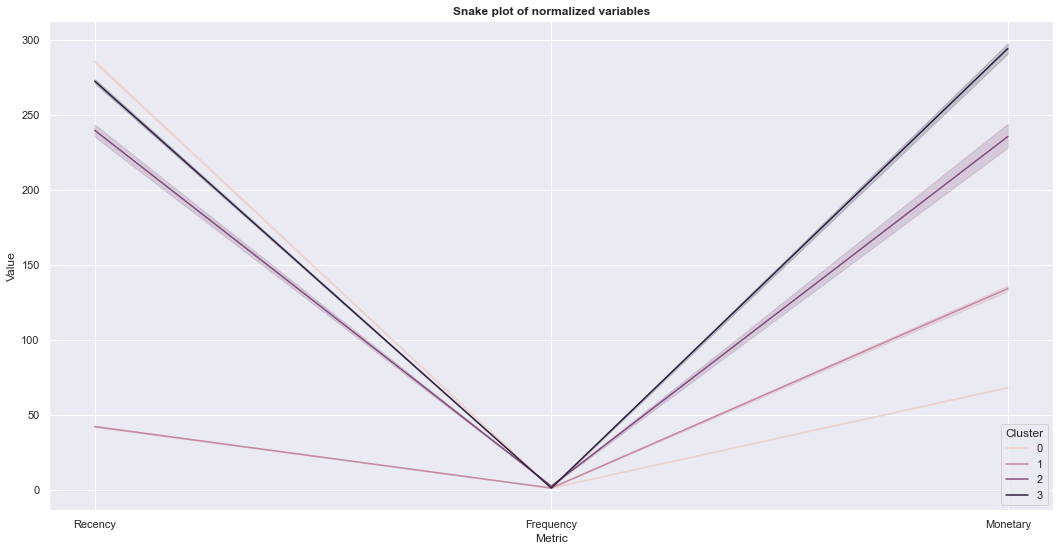 Snake plot of normalized variables
300
250
200
150
100
50
0
Value
Recency
Frequency
Monetary
Metric
Cluster
0
1
2
3